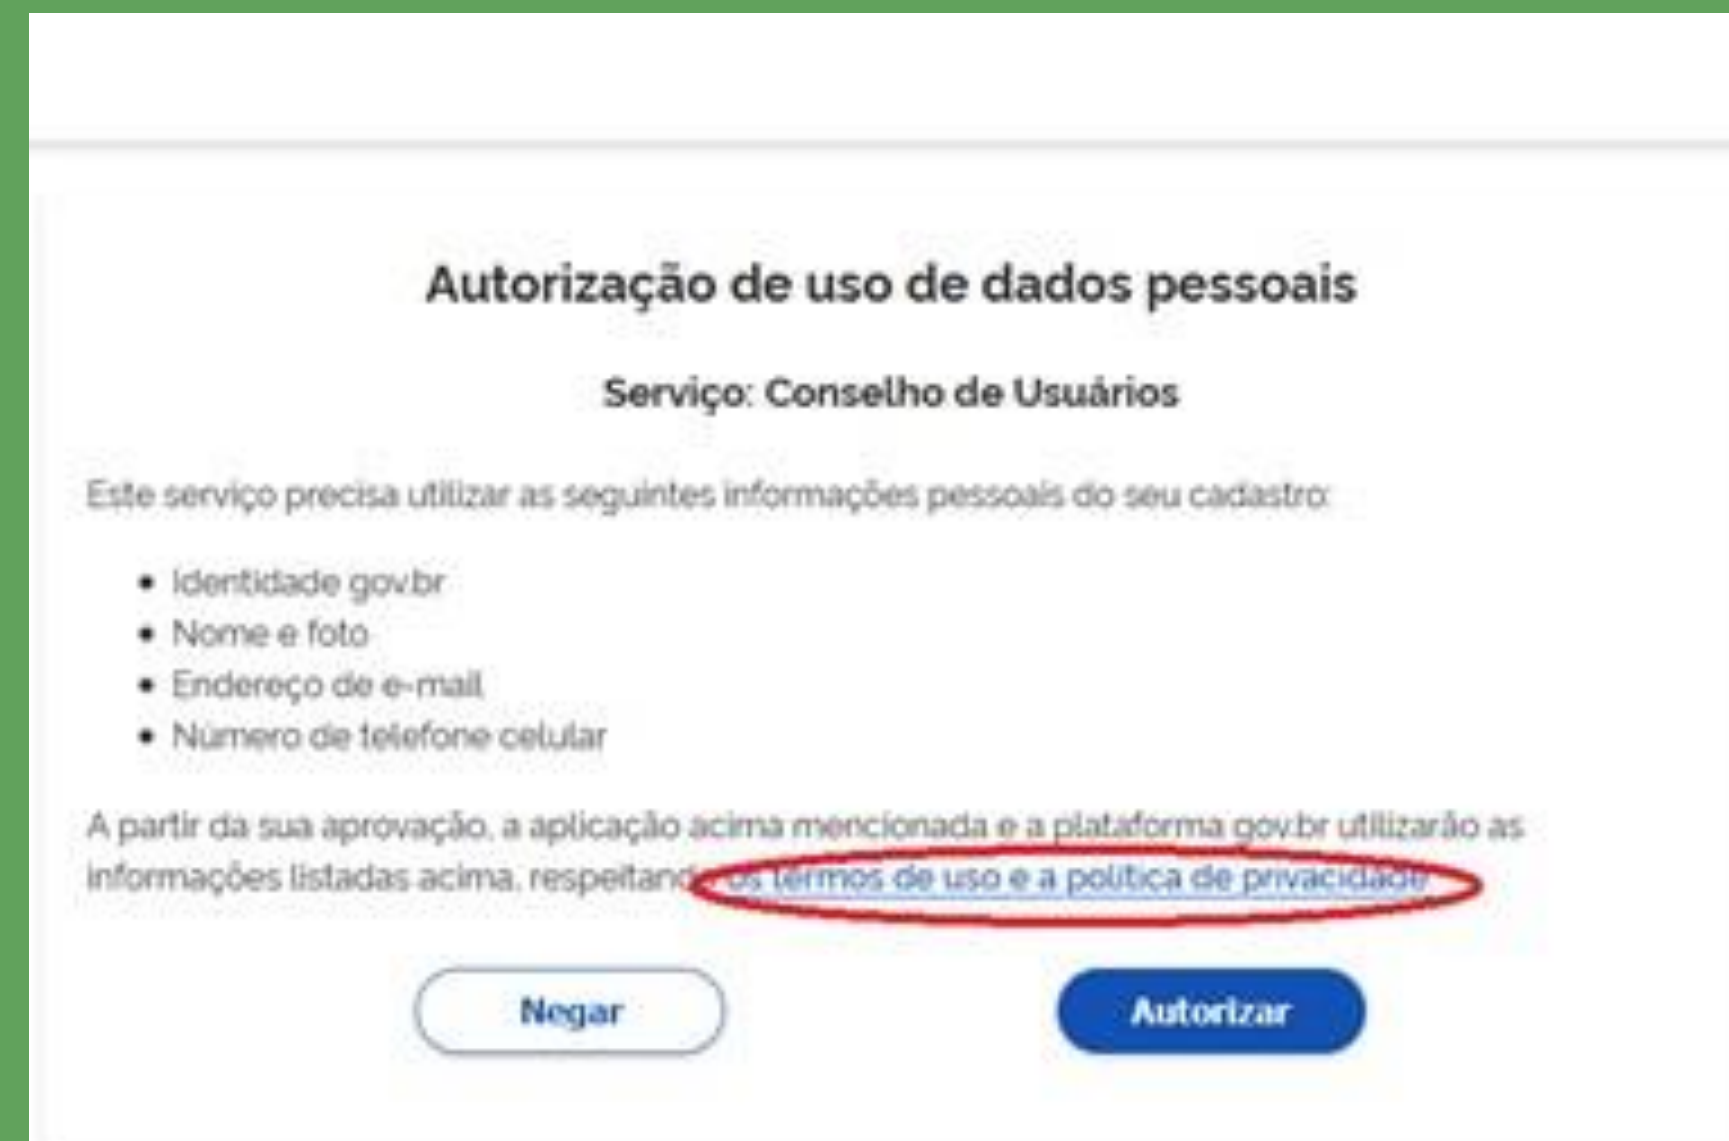 Autorização de uso de dados pessoais
Serviço: Conselho de Usuários
Este serviço precisa utilizar as seguintes informações pessoais do seu cadastro:
• Identidade gov.br
• Nome e foto
• Endereço de e-mail
• Número de telefone celular
A partir da sua aprovação, a aplicação acima mencionada e a plataforma gov.br utilizarão as
informações listadas acima, respeitando os termos de uso e a política de privacidade
Negar
Autorizar